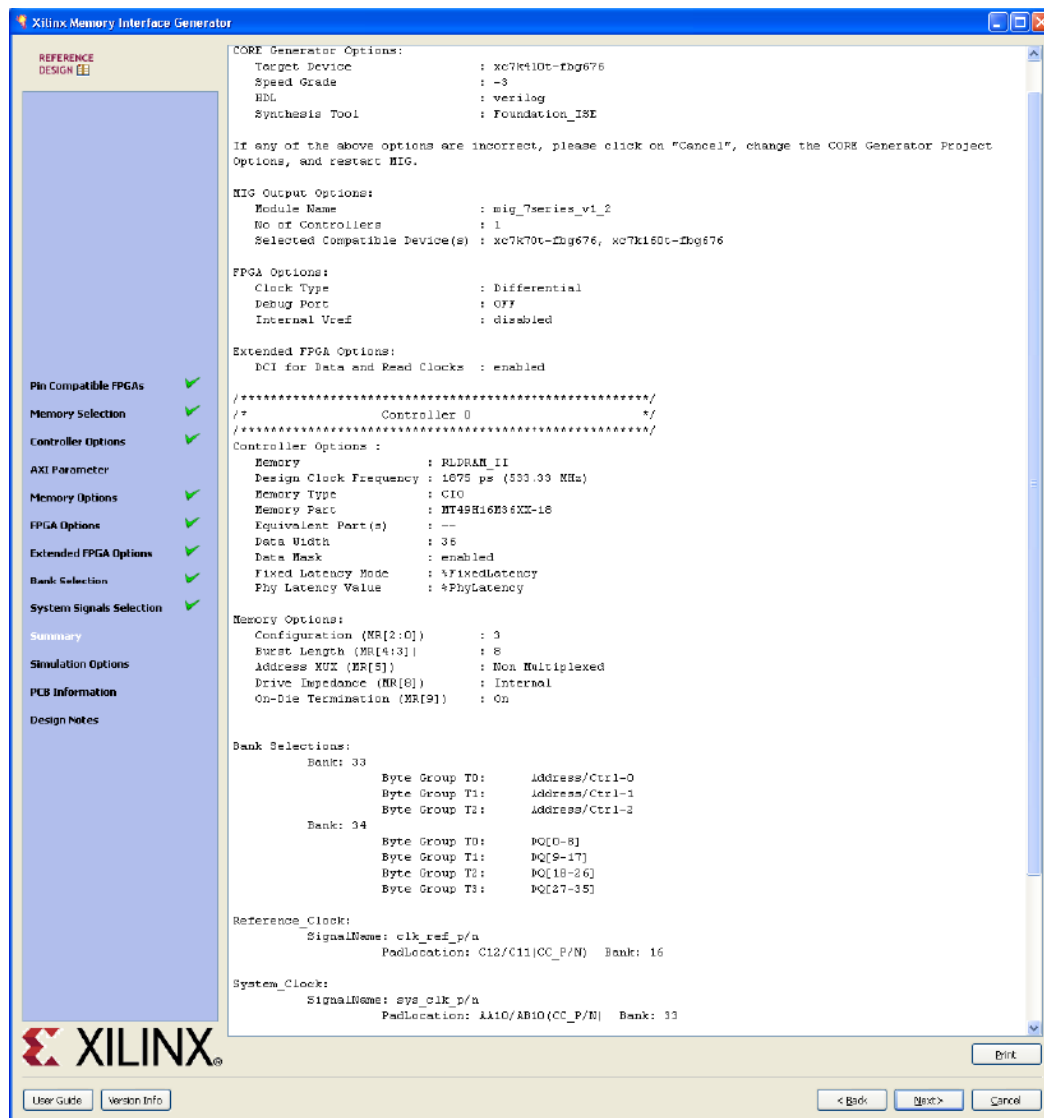 Xilinx Memory Interface Generator
REFERENCE
DESIGN
Pin Compatible FPGAs
Memory Selection
Controller Options
AXI Parameter
Memory Options
FPGA Options
Extended FPGA Options
Bank Selection
System Signals Selection
Summary
Simulation Options
PCB Information
Design Notes
CORE Generator Options:
Target Device : xc7k410t-fbg676
Speed Grade : -3
HDL : verilog
Synthesis Tool : Foundation_ISE
If any of the above options are incorrect, please click on "Cancel", change the CORE Generator Project
Options, and restart MIG.
MIG Output Options:
Module Name : mig_7series_v1_2
No of Controllers : 1
Selected Compatible Device(s) : xc7k70t-fbg676, xc7k160t-fbg676
FPGA Options:
Clock Type : Differential
Debug Port : OFF
Internal Vref : disabled
Extended FPGA Options:
DCI for Data and Read Clocks : enabled
/*******************************************************/
/* Controller 0 */
/*******************************************************/
Controller Options :
Memory : RLDRAM_II
Design Clock Frequency : 1875 ps (533.33 MHz)
Memory Type : CIO
Memory Part : MT49H16M36XX-18
Equivalent Part(s) : --
Data Width : 36
Data Mask : enabled
Fixed Latency Mode : %FixedLatency
Phy Latency Value : %PhyLatency
Memory Options:
Configuration (MR[2:0]) : 3
Burst Length (MR[4:3]) : 8
Address MUX (MR[5]) : Non Multiplexed
Drive Impedance (MR[8]) : Internal
On-Die Termination (MR[9]) : On
Bank Selections:
Bank: 33
Byte Group T0: Address/Ctrl-0
Byte Group T1: Address/Ctrl-1
Byte Group T2: Address/Ctrl-2
Bank: 34
Byte Group T0: DQ[0-8]
Byte Group T1: DQ[9-17]
Byte Group T2: DQ[18-26]
Byte Group T3: DQ[27-35]
Reference_Clock:
SignalName: clk_ref_p/n
PadLocation: C12/C11(CC_P/N) Bank: 16
System_Clock:
SignalName: sys_clk_p/n
PadLocation: AA10/AB10(CC_P/N) Bank: 33
XILINX®
Print
User Guide
Version Info
< Back
Next>
Cancel